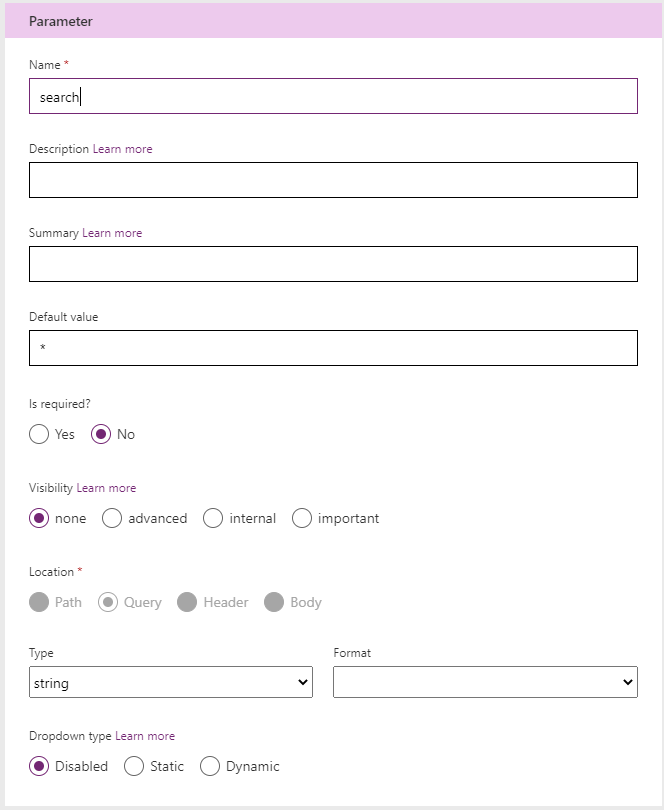 Parameter
Name *
search
Description Learn more
Summary Learn more
Default value
*
Is required?
Yes No
Visibility Learn more
none advanced internal important
Location *
Path Query Header Body
Type Format
string
Dropdown type Learn more
Disabled Static Dynamic